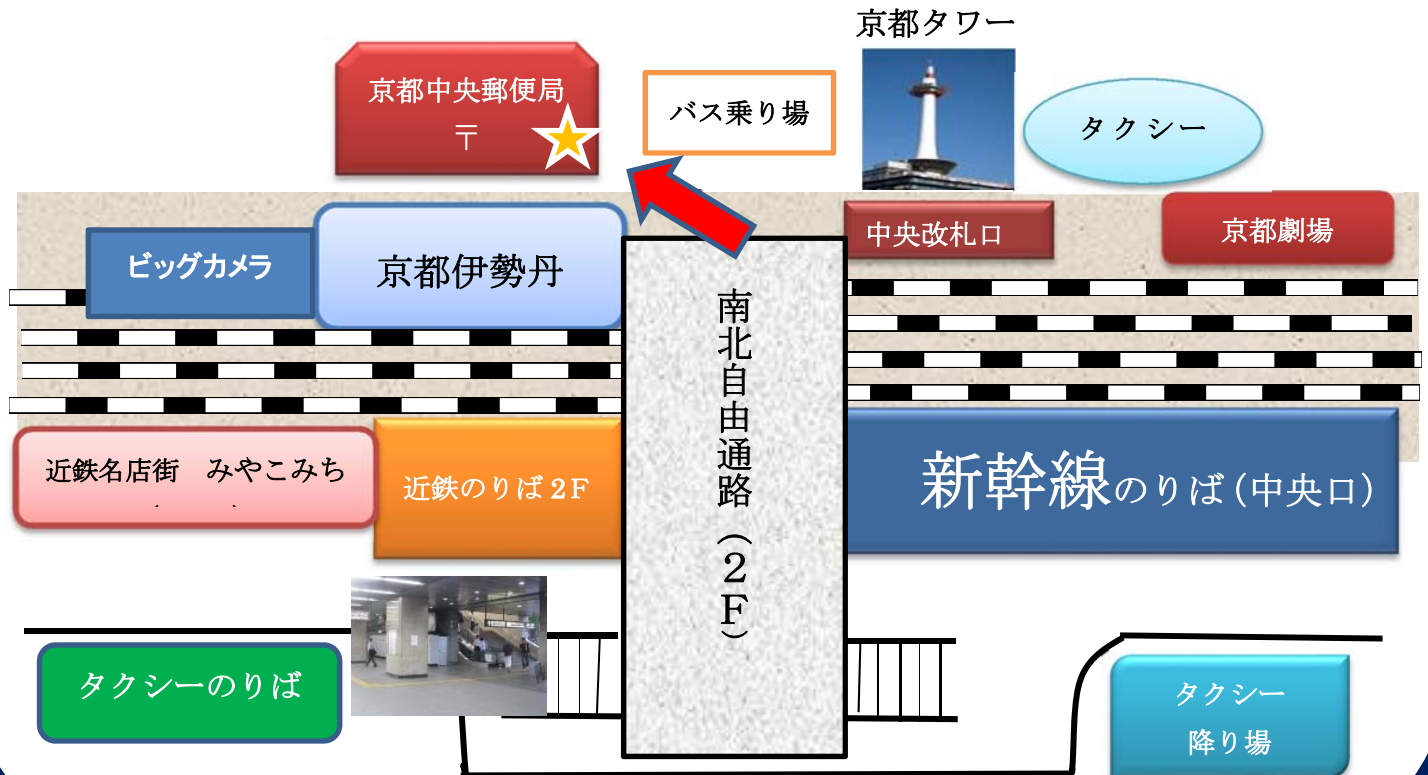 京都タワー
京都中央郵便局
〒
バス乗り場
タクシー
中央改札口
京都劇場
ビッグカメラ
京都伊勢丹
南北自由通路（2F）
近鉄名店街　みやこみち
近鉄のりば2F
新幹線のりば(中央口)
タクシーのりば
タクシー
降り場